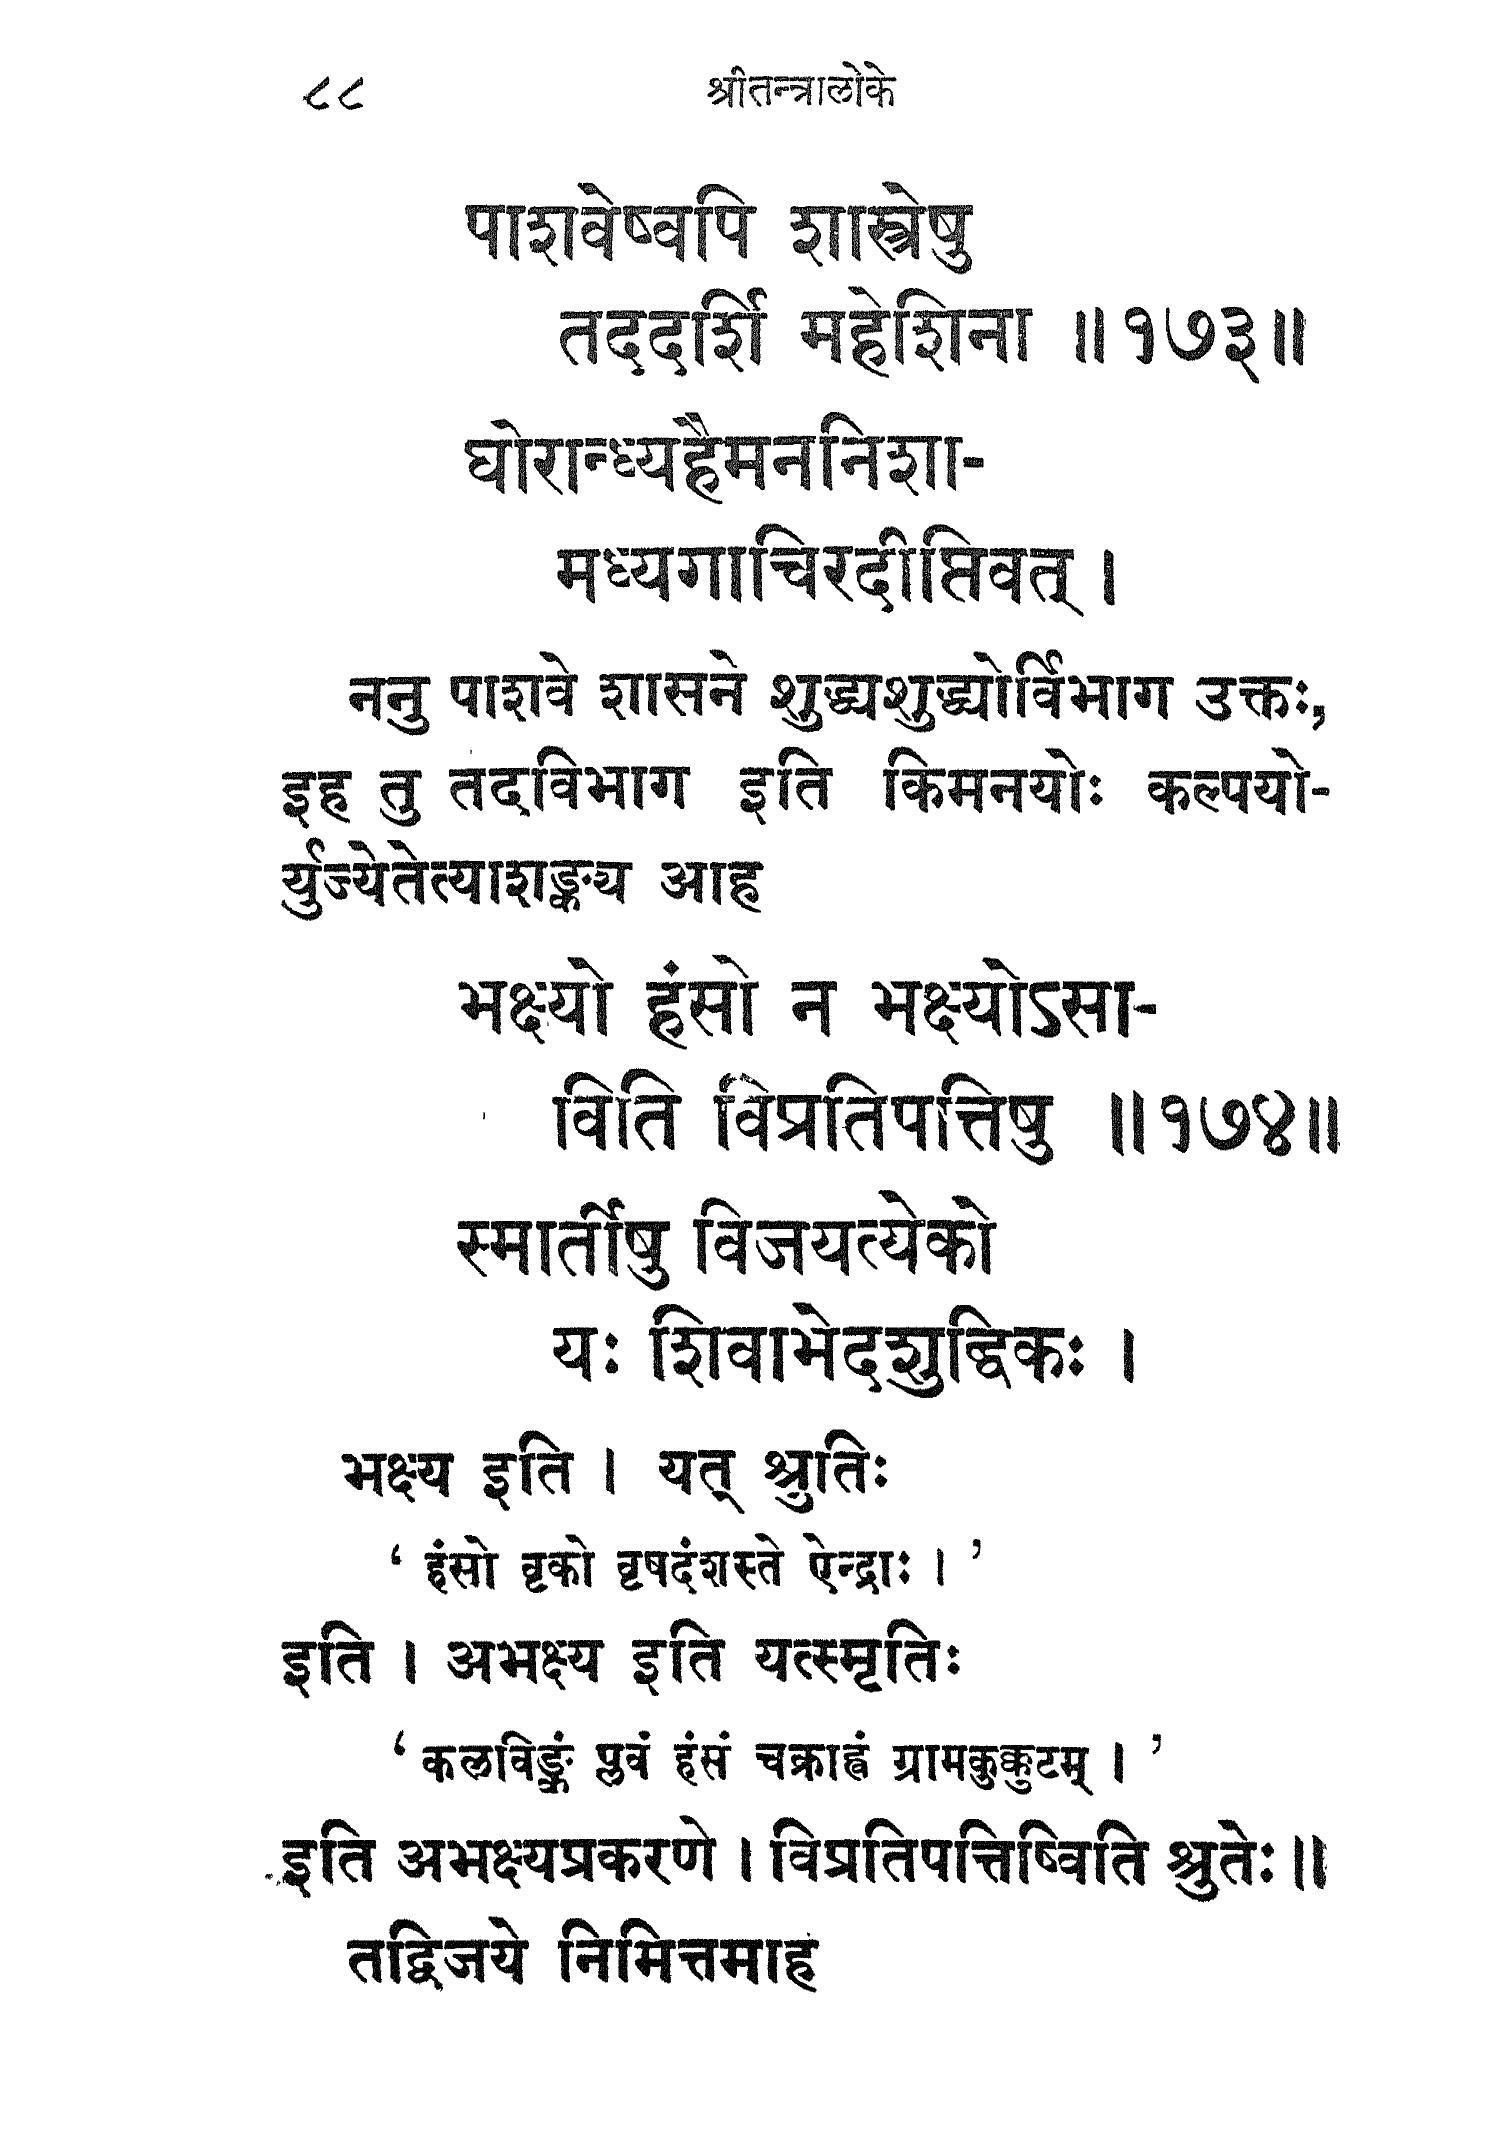 ८८ श्रीतन्त्रालोके
पाशवेष्वपि शास्त्रेषु
तददर्शि महेशिना ॥१७३॥
घोरान्ध्यहैमननिशा-
मध्यगाचिरदीप्तिवत् ।
ननु पाशवे शासने शुद्ध्यशुद्ध्योर्विभाग उक्तः,
इह तु तदविभाग इति किमनयोः कल्पयो-
र्युज्येतेत्याशङ्क्य आह
भक्ष्यो हंसो न भक्ष्योऽसा-
विति विप्रतिपत्तिषु ॥१७४॥
स्मार्तीषु विजयत्येको
यः शिवाभेदशुद्धिकः ।
भक्ष्य इति । यत् श्रुतिः
‘ हंसो वृको वृषदंशस्ते ऐन्द्राः । ’
इति । अभक्ष्य इति यत्स्मृतिः
‘ कलविङ्कं प्लवं हंसं चक्राह्वं ग्रामकुक्कुटम् । ’
इति अभक्ष्यप्रकरणे । विप्रतिपत्तिष्विति श्रुतेः॥
तद्विजये निमित्तमाह